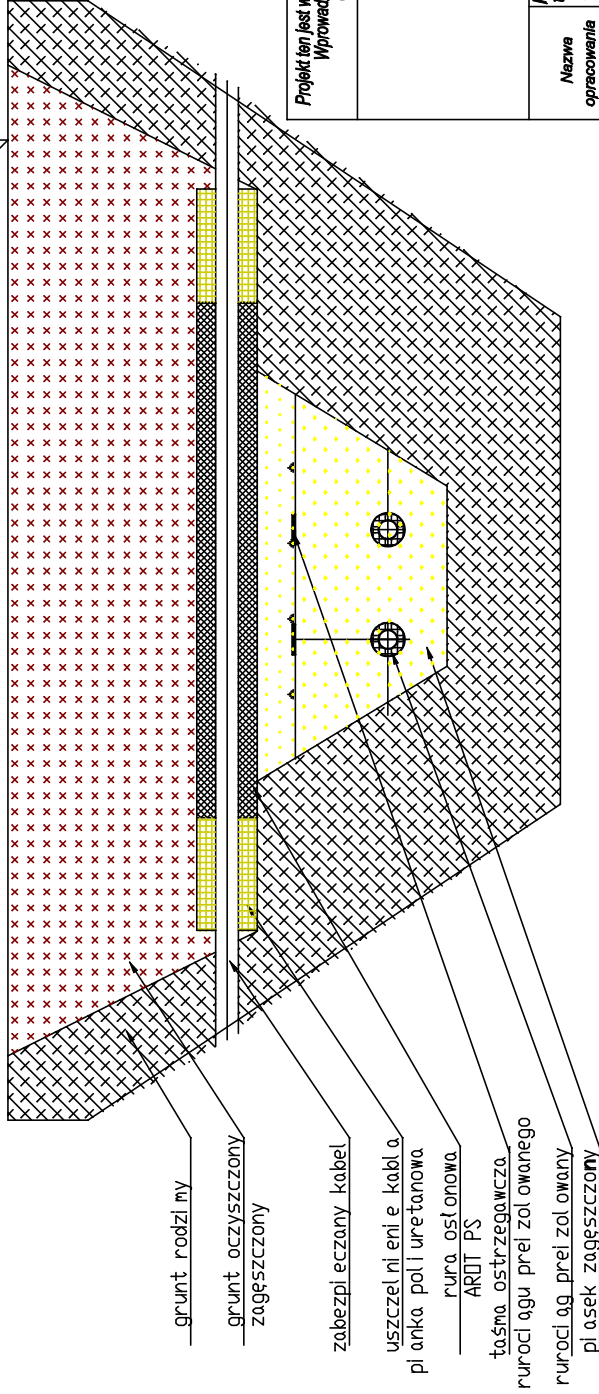 grunt rodzimy
grunt oczyszczony
zagęszczony
zabezpieczany kabel
uszczelnienie kabla
pianka poliuretanowa
rura osłonowa
AROT PS
taśma ostrzegawcza
rurociągu preizolowanego
rurociąg preizolowany
piasek zagęszczony
Projekt ten jest w
Wprowad
Nazwa
opracowania